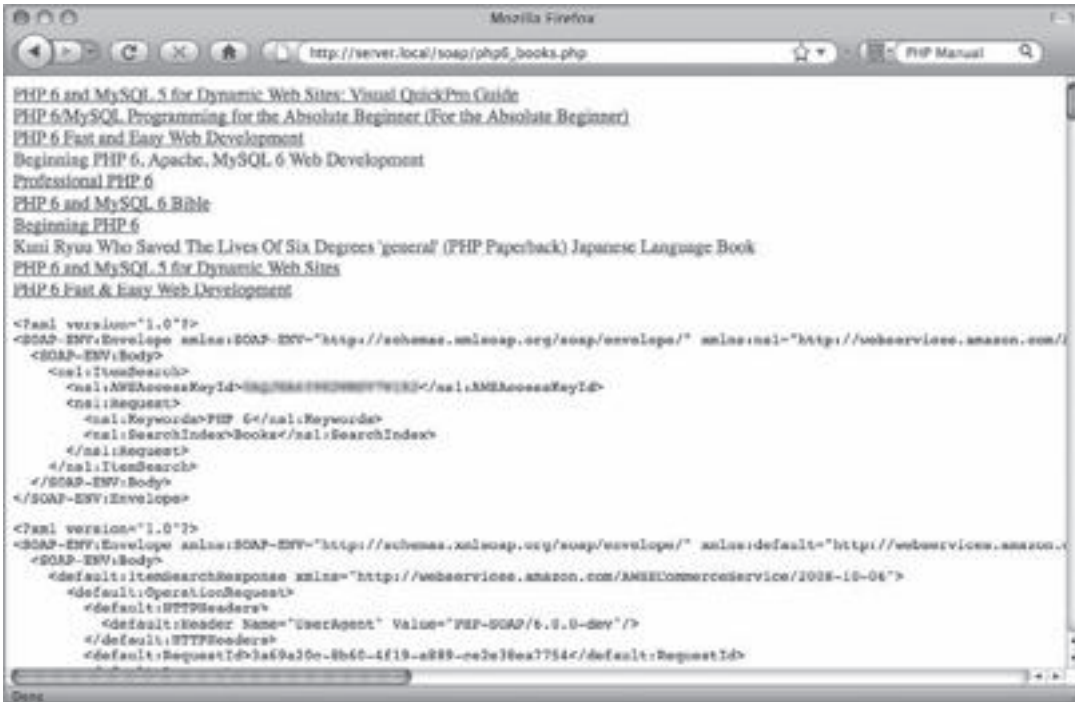 Mozilla Firefox
http://server.local/soap/php6_books.php
PHP Manual
PHP 6 and MySQL 5 for Dynamic Web Sites: Visual QuickPro Guide
PHP 6/MySQL Programming for the Absolute Beginner (For the Absolute Beginner)
PHP 6 Fast and Easy Web Development
Beginning PHP 6, Apache, MySQL 6 Web Development
Professional PHP 6
PHP 6 and MySQL 6 Bible
Beginning PHP 6
Kuni Ryuu Who Saved The Lives Of Six Degrees 'general' (PHP Paperback) Japanese Language Book
PHP 6 and MySQL 5 for Dynamic Web Sites
PHP 6 Fast & Easy Web Development
<?xml version="1.0"?>
<SOAP-ENV:Envelope xmlns:SOAP-ENV="http://schemas.xmlsoap.org/soap/envelope/" xmlns:ns1="http://webservices.amazon.com/
<SOAP-ENV:Body>
<ns1:ItemSearch>
<ns1:AWSAccessKeyId></ns1:AWSAccessKeyId>
<ns1:Request>
<ns1:Keywords>PHP 6</ns1:Keywords>
<ns1:SearchIndex>Books</ns1:SearchIndex>
</ns1:Request>
</ns1:ItemSearch>
</SOAP-ENV:Body>
</SOAP-ENV:Envelope>
<?xml version="1.0"?>
<SOAP-ENV:Envelope xmlns:SOAP-ENV="http://schemas.xmlsoap.org/soap/envelope/" xmlns:default="http://webservices.amazon.
<SOAP-ENV:Body>
<default:ItemSearchResponse xmlns="http://webservices.amazon.com/AWSECommerceService/2008-10-06">
<default:OperationRequest>
<default:HTTPHeaders>
<default:Header Name="UserAgent" Value="PHP-SOAP/6.0.0-dev"/>
</default:HTTPHeaders>
<default:RequestId>3a69a20c-8b60-4f19-a889-ce2e38ea7754</default:RequestId>
Done